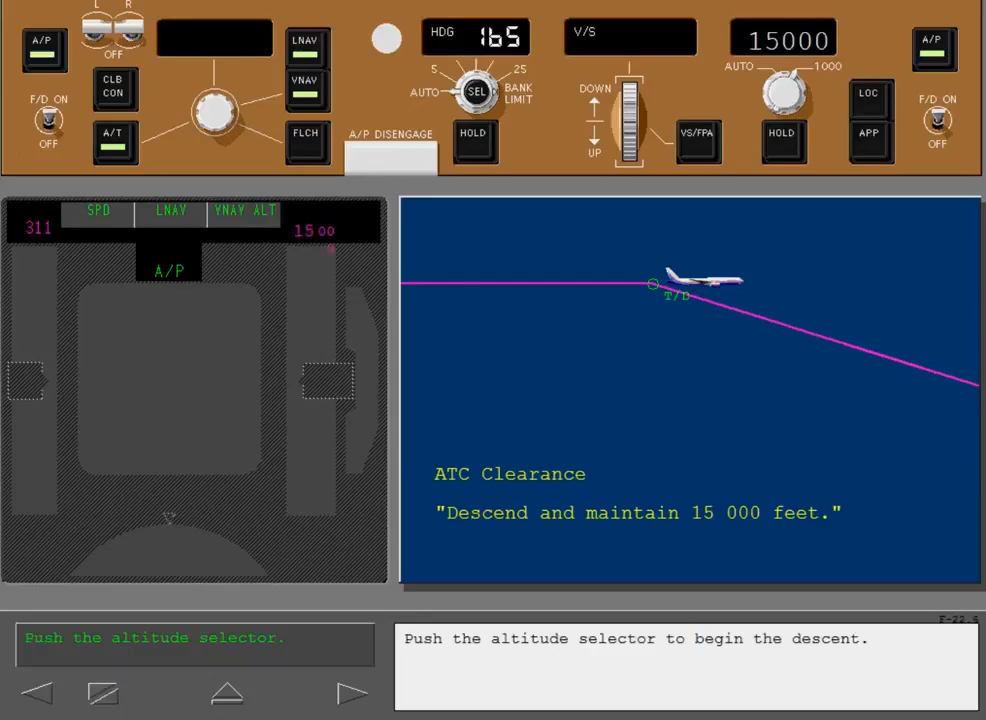 L R
OFF
A/P
F/D ON
OFF
CLB
CON
A/T
LNAV
VNAV
FLCH
A/P DISENGAGE
HDG 165
5 25
AUTO
SEL
BANK
LIMIT
HOLD
V/S
DOWN
UP
VS/FPA
15000
AUTO 1000
HOLD
LOC
APP
A/P
F/D ON
OFF
311
SPD LNAV VNAV ALT
1500
A/P
T/D
ATC Clearance
"Descend and maintain 15 000 feet."
Push the altitude selector.
Push the altitude selector to begin the descent.